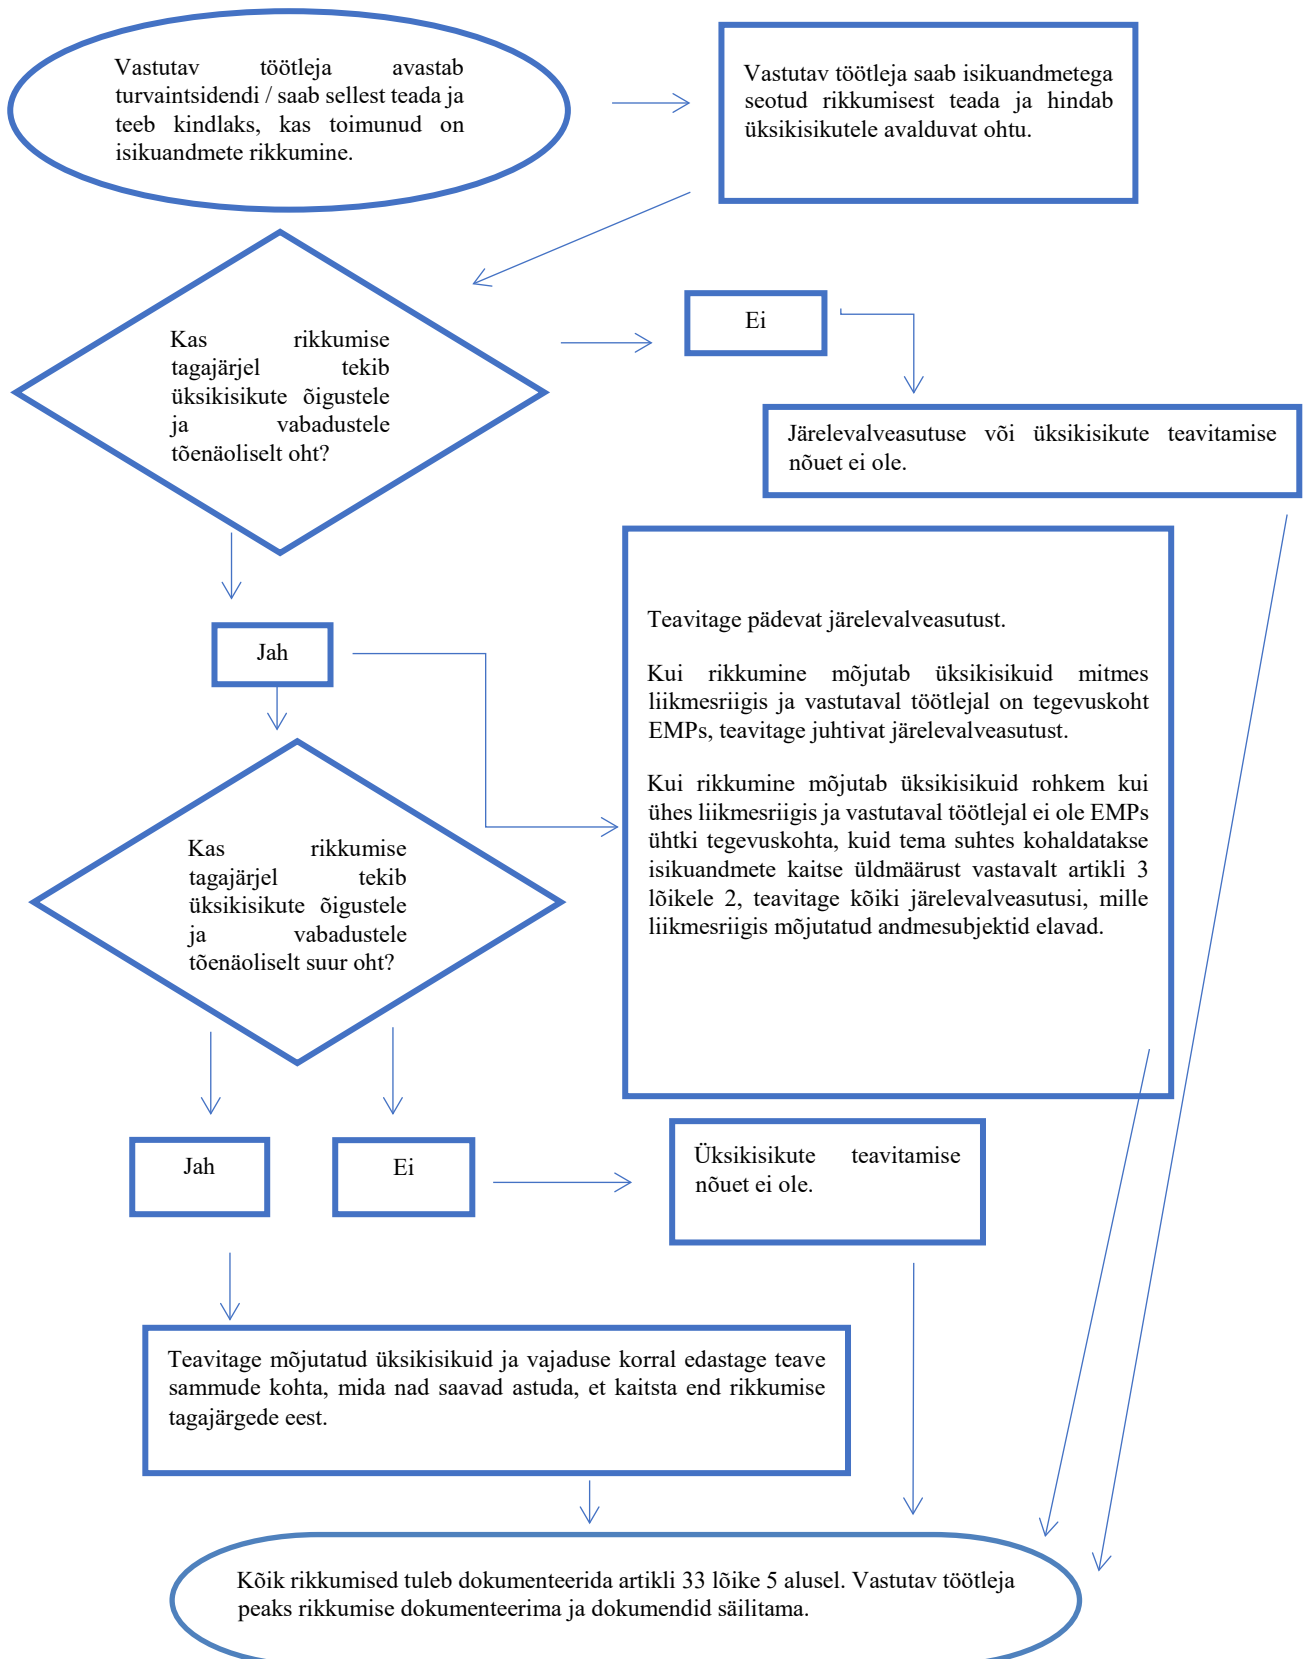 Vastutav töötleja avastab
turvaintsidendi / saab sellest teada ja
teeb kindlaks, kas toimunud on
isikuandmete rikkumine.
Vastutav töötleja saab isikuandmetega
seotud rikkumisest teada ja hindab
üksikisikutele avalduvat ohtu.
Kas rikkumise
tagajärjel tekib
üksikisikute õigustele
ja vabadustele
tõenäoliselt oht?
Ei
Järelevalveasutuse või üksikisikute teavitamise
nõuet ei ole.
Jah
Teavitage pädevat järelevalveasutust.
Kui rikkumine mõjutab üksikisikuid mitmes
liikmesriigis ja vastutaval töötlejal on tegevuskoht
EMPs, teavitage juhtivat järelevalveasutust.
Kui rikkumine mõjutab üksikisikuid rohkem kui
ühes liikmesriigis ja vastutaval töötlejal ei ole EMPs
ühtki tegevuskohta, kuid tema suhtes kohaldatakse
isikuandmete kaitse üldmäärust vastavalt artikli 3
lõikele 2, teavitage kõiki järelevalveasutusi, mille
liikmesriigis mõjutatud andmesubjektid elavad.
Kas rikkumise
tagajärjel tekib
üksikisikute õigustele
ja vabadustele
tõenäoliselt suur oht?
Jah
Ei
Üksikisikute teavitamise
nõuet ei ole.
Teavitage mõjutatud üksikisikuid ja vajaduse korral edastage teave
sammude kohta, mida nad saavad astuda, et kaitsta end rikkumise
tagajärgede eest.
Kõik rikkumised tuleb dokumenteerida artikli 33 lõike 5 alusel. Vastutav töötleja
peaks rikkumise dokumenteerima ja dokumendid säilitama.